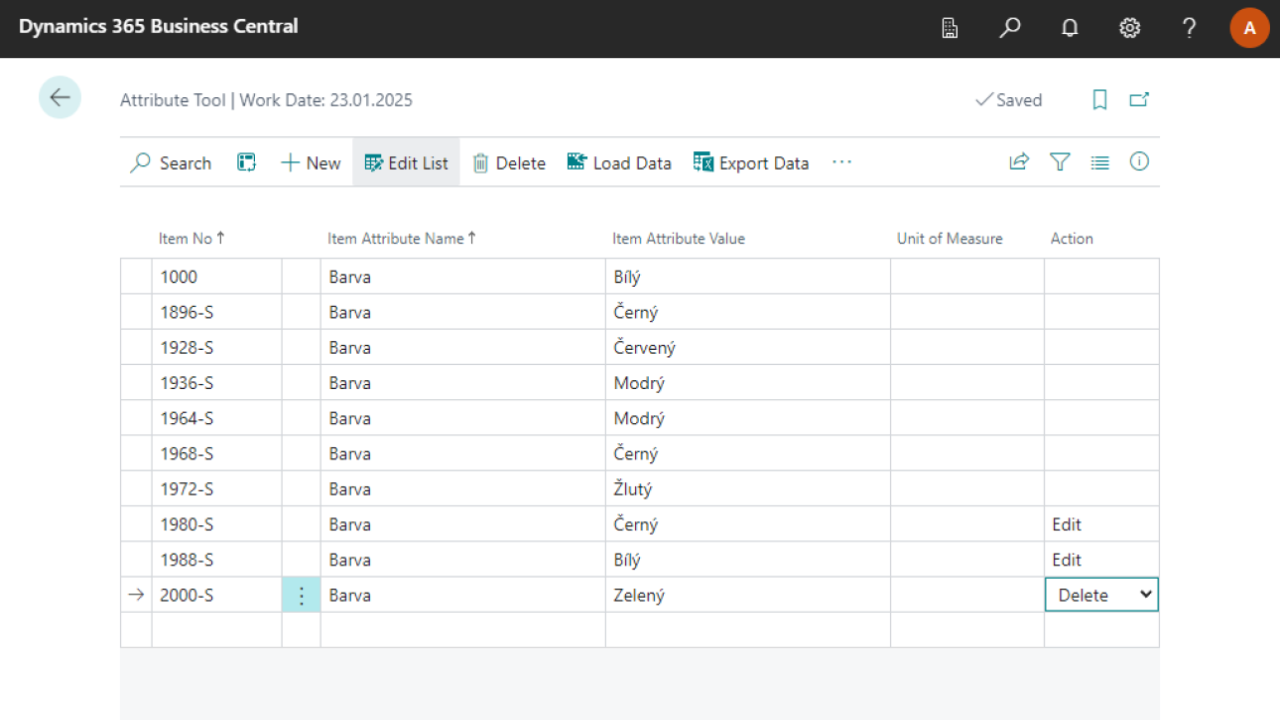 Dynamics 365 Business Central
A
Attribute Tool | Work Date: 23.01.2025
Saved
Search New Edit List Delete Load Data Export Data
Item No Item Attribute Name Item Attribute Value Unit of Measure Action
1000 Barva Bílý
1896-S Barva Černý
1928-S Barva Červený
1936-S Barva Modrý
1964-S Barva Modrý
1968-S Barva Černý
1972-S Barva Žlutý
1980-S Barva Černý Edit
1988-S Barva Bílý Edit
2000-S Barva Zelený Delete